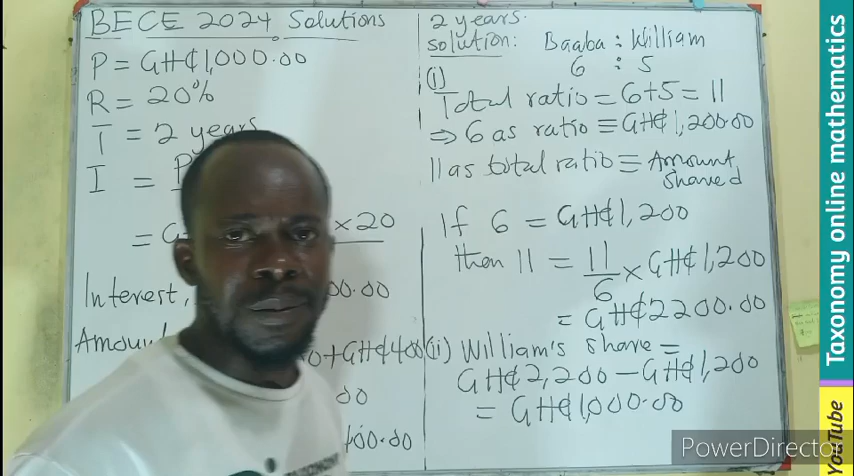 BECE 2024 Solutions
P = GH₵1,000.00
R = 20%
T = 2 years
I = P
= G × 20
Interest, 00.00
Amount 0 + GH₵400
00
400.00
2 years.
solution: Baaba : William
6 : 5
(i)
Total ratio = 6+5 = 11
⇒ 6 as ratio ≡ GH₵1,200.00
11 as total ratio ≡ Amount
shared
If 6 = GH₵1,200
then 11 = 11/6 × GH₵1,200
= GH₵2200.00
(ii) William's share =
GH₵2,200 – GH₵1,200
= GH₵1,000.00
Taxonomy online mathematics
YouTube
PowerDirector